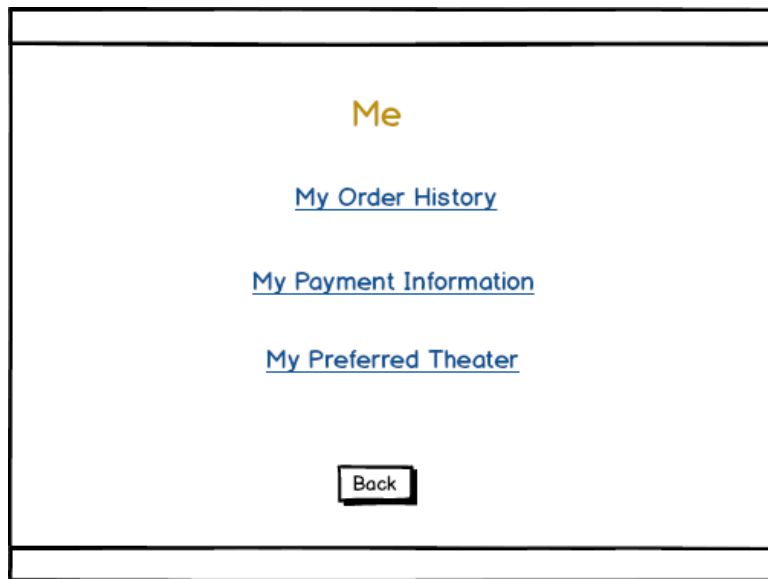 Me
My Order History
My Payment Information
My Preferred Theater
Back